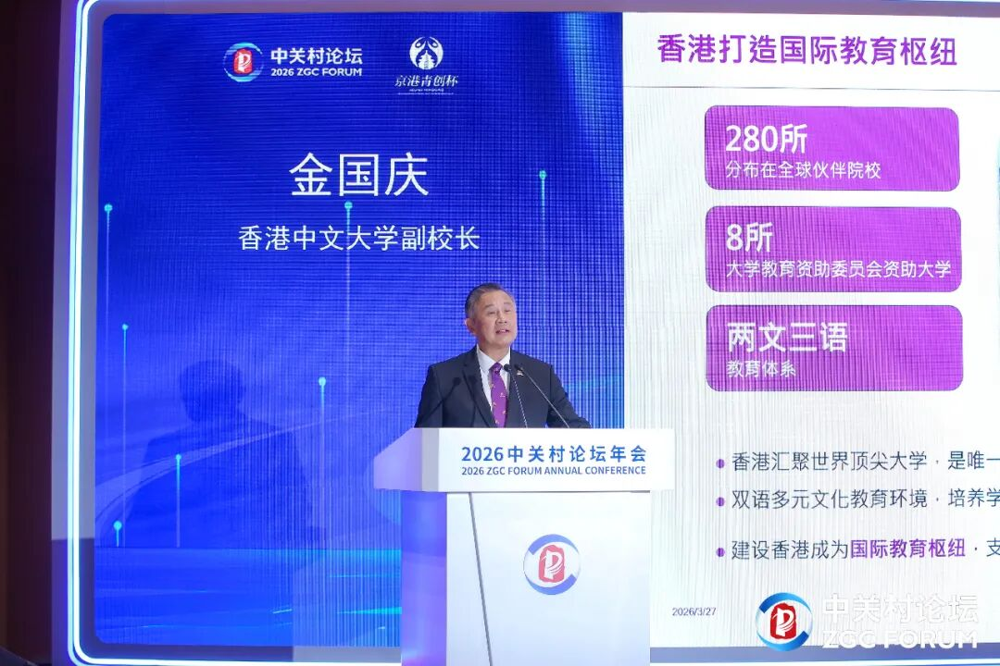 中关村论坛
2026 ZGC FORUM
京港青创杯
金国庆
香港中文大学副校长
2026中关村论坛年会
2026 ZGC FORUM ANNUAL CONFERENCE
香港打造国际教育枢纽
280所
分布在全球伙伴院校
8所
大学教育资助委员会资助大学
两文三语
教育体系
香港汇聚世界顶尖大学，是唯一
双语多元文化教育环境，培养学
建设香港成为国际教育枢纽，支
2026/3/27
中关村论坛
ZGC FORUM